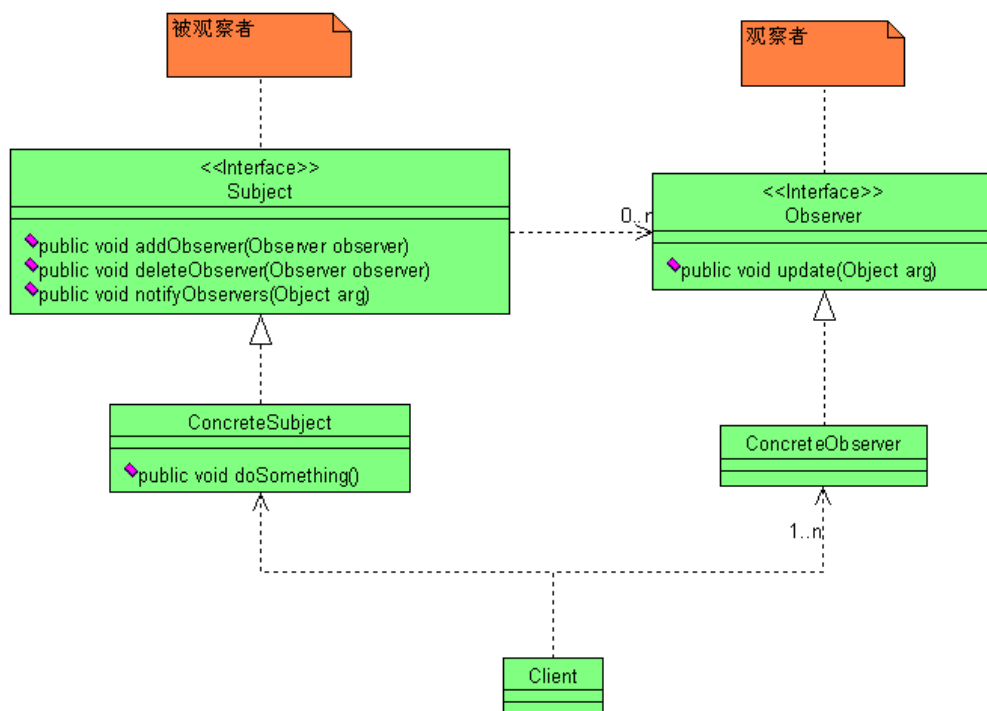 被观察者
观察者
<<Interface>>
Subject
public void addObserver(Observer observer)
public void deleteObserver(Observer observer)
public void notifyObservers(Object arg)
0..n
<<Interface>>
Observer
public void update(Object arg)
ConcreteSubject
public void doSomething()
ConcreteObserver
1..n
Client